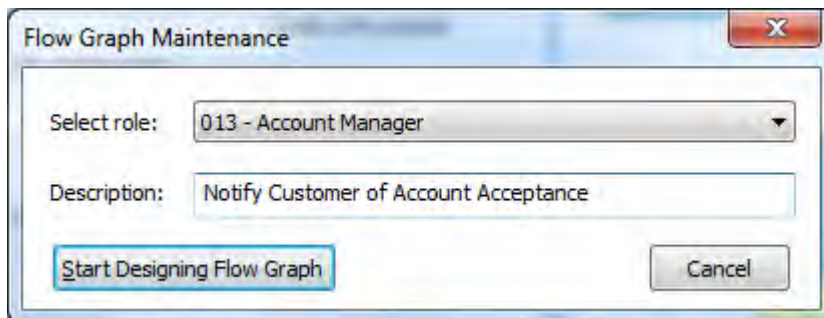 Flow Graph Maintenance
Select role: 013 - Account Manager
Description: Notify Customer of Account Acceptance
Start Designing Flow Graph Cancel